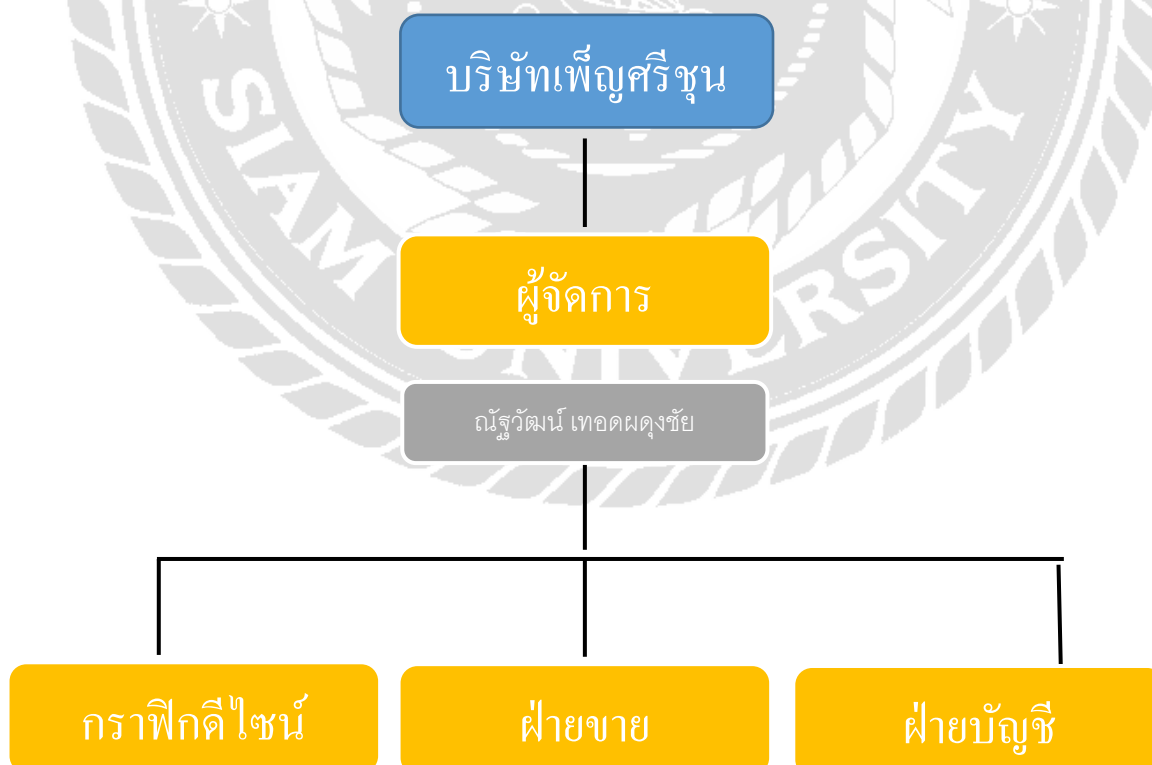 บริษัทเพ็ญศรีชุน
SIAM UNIVERSITY
ผู้จัดการ
ณัฐวัฒน์ เทอดผดุงชัย
กราฟิกดีไซน์
ฝ่ายขาย
ฝ่ายบัญชี